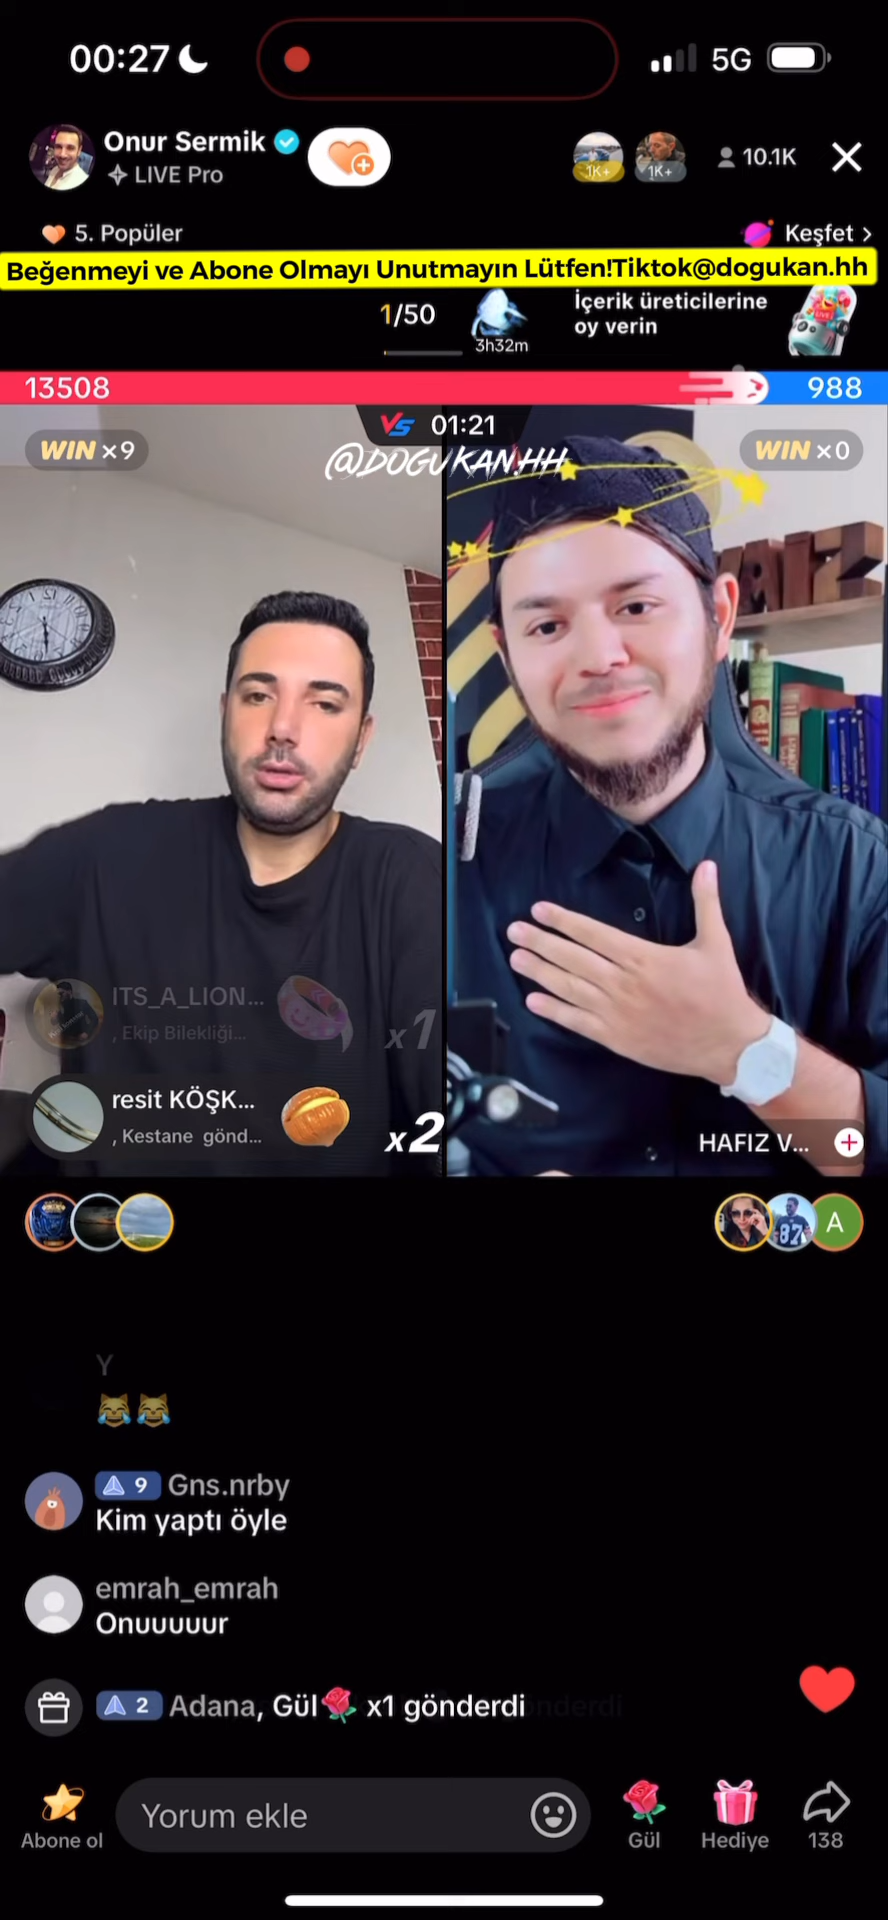 00:27
5G
Onur Sermik
LIVE Pro
1K+
1K+
10.1K
5. Popüler
Keşfet >
Beğenmeyi ve Abone Olmayı Unutmayın Lütfen!Tiktok@dogukan.hh
1/50
3h32m
İçerik üreticilerine
oy verin
13508
988
VS 01:21
WIN x9
WIN x0
@DOGUKAN.HH
ITS_A_LION...
, Ekip Bilekliği...
x1
resit KÖŞK...
, Kestane gönd...
x2
HAFIZ V...
87
A
Y
😹😹
9 Gns.nrby
Kim yaptı öyle
emrah_emrah
Onuuuuur
2 Adana, Gül🌹 x1 gönderdi
Abone ol
Yorum ekle
Gül
Hediye
138